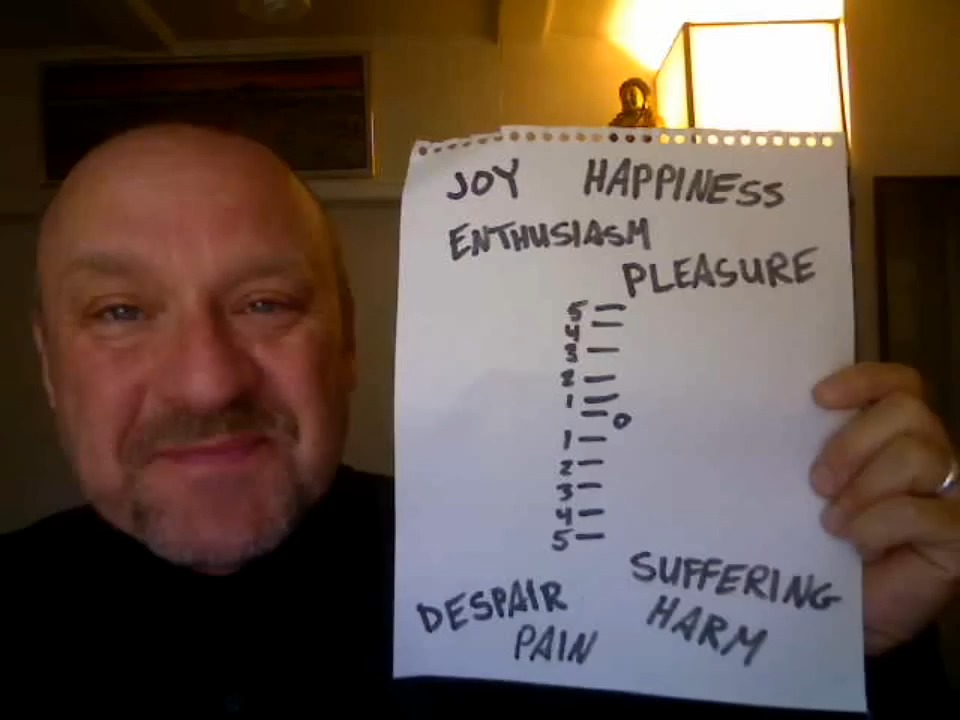 JOY HAPPINESS
ENTHUSIASM
PLEASURE
5
4
3
2
1
0
1
2
3
4
5
SUFFERING
DESPAIR
HARM
PAIN